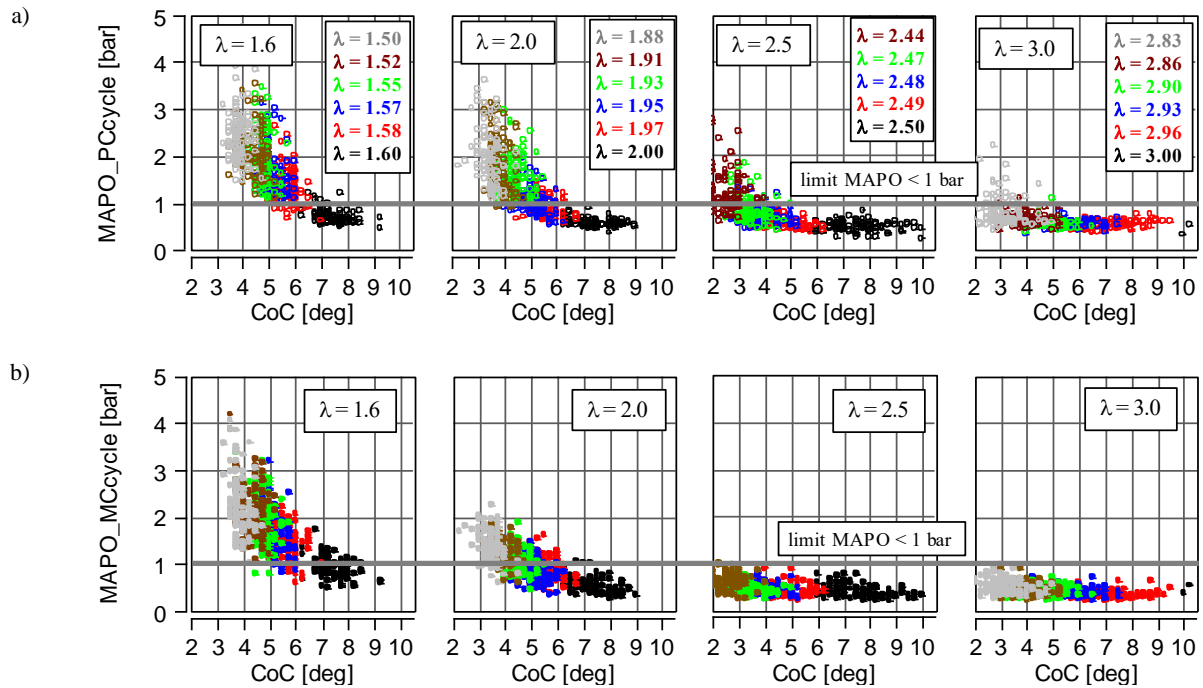 a)
MAPO_PCcycle [bar]
5
4
3
2
1
0
λ = 1.6
λ = 1.50
λ = 1.52
λ = 1.55
λ = 1.57
λ = 1.58
λ = 1.60
2 3 4 5 6 7 8 9 10
CoC [deg]
λ = 2.0
λ = 1.88
λ = 1.91
λ = 1.93
λ = 1.95
λ = 1.97
λ = 2.00
2 3 4 5 6 7 8 9 10
CoC [deg]
λ = 2.5
λ = 2.44
λ = 2.47
λ = 2.48
λ = 2.49
λ = 2.50
limit MAPO < 1 bar
2 3 4 5 6 7 8 9 10
CoC [deg]
λ = 3.0
λ = 2.83
λ = 2.86
λ = 2.90
λ = 2.93
λ = 2.96
λ = 3.00
2 3 4 5 6 7 8 9 10
CoC [deg]
b)
MAPO_MCcycle [bar]
5
4
3
2
1
0
λ = 1.6
2 3 4 5 6 7 8 9 10
CoC [deg]
λ = 2.0
2 3 4 5 6 7 8 9 10
CoC [deg]
λ = 2.5
limit MAPO < 1 bar
2 3 4 5 6 7 8 9 10
CoC [deg]
λ = 3.0
2 3 4 5 6 7 8 9 10
CoC [deg]